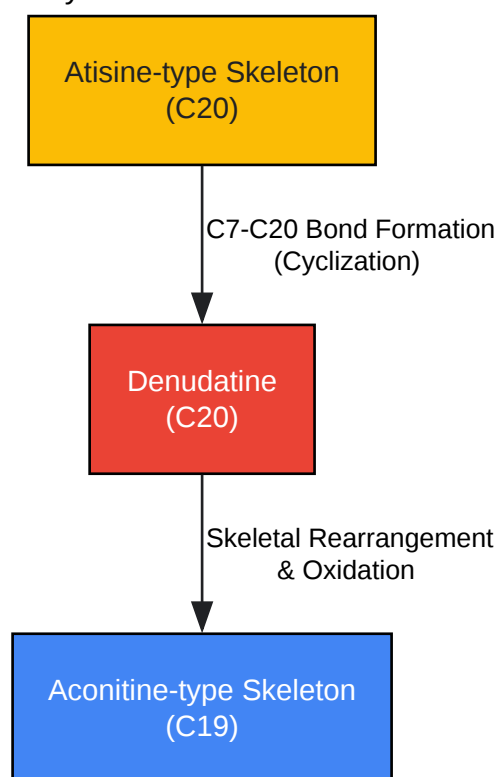 Atisine-type Skeleton
(C20)
C7-C20 Bond Formation
(Cyclization)
Denudatine
(C20)
Skeletal Rearrangement
& Oxidation
Aconitine-type Skeleton
(C19)